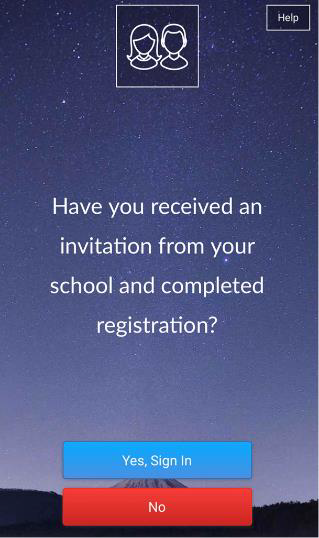 Help
Have you received an
invitation from your
school and completed
registration?
Yes, Sign In
No